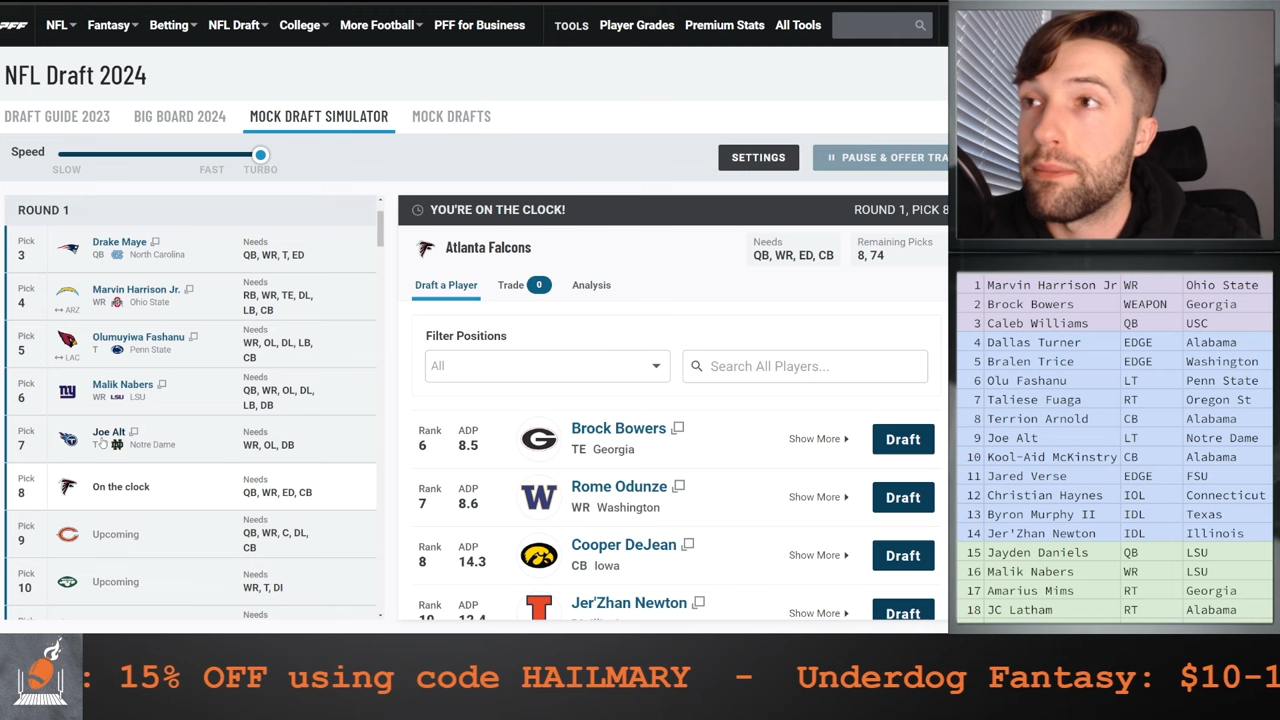 PFF
NFL
Fantasy
Betting
NFL Draft
College
More Football
PFF for Business
TOOLS
Player Grades
Premium Stats
All Tools
NFL Draft 2024
DRAFT GUIDE 2023
BIG BOARD 2024
MOCK DRAFT SIMULATOR
MOCK DRAFTS
Speed
SLOW
FAST
TURBO
SETTINGS
PAUSE & OFFER TRA
ROUND 1
Pick
3
Drake Maye
QB North Carolina
Needs
QB, WR, T, ED
Pick
4
ARZ
Marvin Harrison Jr.
WR Ohio State
Needs
RB, WR, TE, DL,
LB, CB
Pick
5
LAC
Olumuyiwa Fashanu
T Penn State
Needs
WR, OL, DL, LB,
CB
Pick
6
Malik Nabers
WR LSU LSU
Needs
QB, WR, OL, DL,
LB, DB
Pick
7
Joe Alt
T Notre Dame
Needs
WR, OL, DB
Pick
8
On the clock
Needs
QB, WR, ED, CB
Pick
9
Upcoming
Needs
QB, WR, C, DL,
CB
Pick
10
Upcoming
Needs
WR, T, DI
Needs
YOU'RE ON THE CLOCK!
ROUND 1, PICK 8
Atlanta Falcons
Needs
QB, WR, ED, CB
Remaining Picks
8, 74
Draft a Player
Trade 0
Analysis
Filter Positions
All
Search All Players...
Rank
6
ADP
8.5
Brock Bowers
TE Georgia
Show More
Draft
Rank
7
ADP
8.6
Rome Odunze
WR Washington
Show More
Draft
Rank
8
ADP
14.3
Cooper DeJean
CB Iowa
Show More
Draft
Rank
ADP
Jer'Zhan Newton
Show More
Draft
1 Marvin Harrison Jr WR Ohio State
2 Brock Bowers WEAPON Georgia
3 Caleb Williams QB USC
4 Dallas Turner EDGE Alabama
5 Bralen Trice EDGE Washington
6 Olu Fashanu LT Penn State
7 Taliese Fuaga RT Oregon St
8 Terrion Arnold CB Alabama
9 Joe Alt LT Notre Dame
10 Kool-Aid McKinstry CB Alabama
11 Jared Verse EDGE FSU
12 Christian Haynes IOL Connecticut
13 Byron Murphy II IDL Texas
14 Jer'Zhan Newton IDL Illinois
15 Jayden Daniels QB LSU
16 Malik Nabers WR LSU
17 Amarius Mims RT Georgia
18 JC Latham RT Alabama
: 15% OFF using code HAILMARY - Underdog Fantasy: $10-1